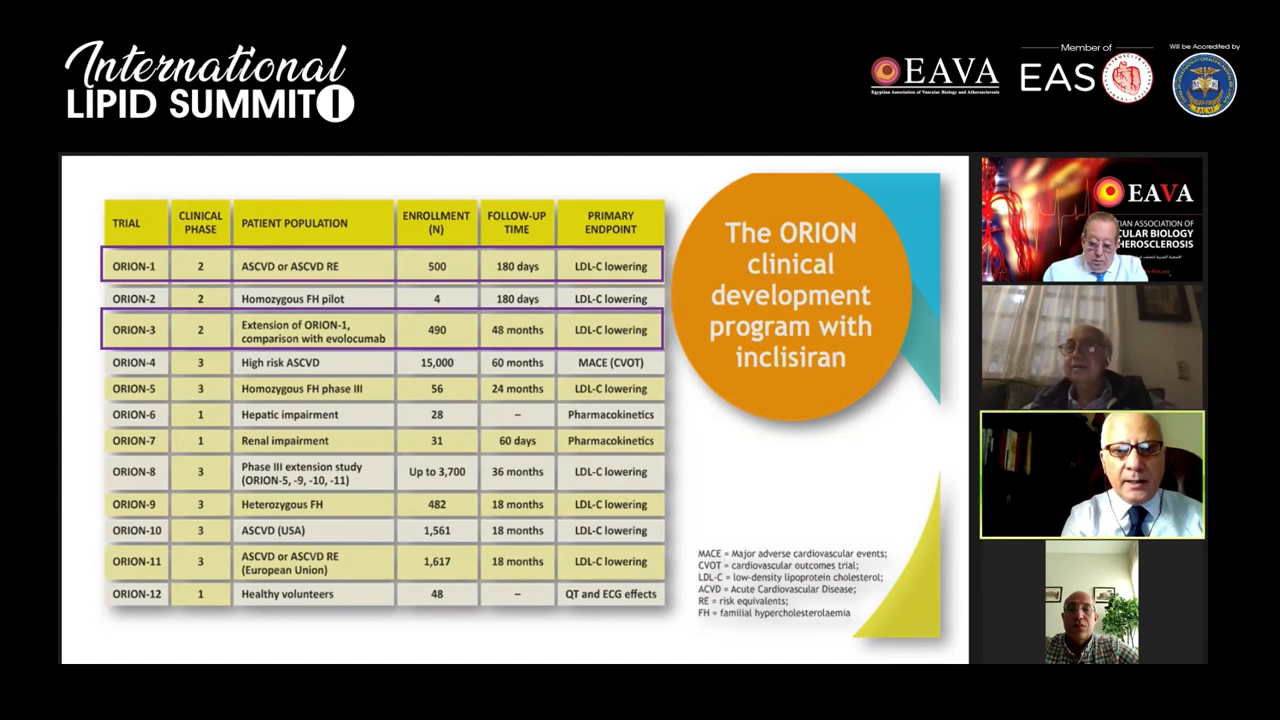 International
LIPID SUMMIT 1
EAVA
Egyptian Association of Vascular Biology and Atherosclerosis
Member of
EAS
Will be Accredited by
EACME
TRIAL CLINICAL PHASE PATIENT POPULATION ENROLLMENT (N) FOLLOW-UP TIME PRIMARY ENDPOINT
ORION-1 2 ASCVD or ASCVD RE 500 180 days LDL-C lowering
ORION-2 2 Homozygous FH pilot 4 180 days LDL-C lowering
ORION-3 2 Extension of ORION-1, comparison with evolocumab 490 48 months LDL-C lowering
ORION-4 3 High risk ASCVD 15,000 60 months MACE (CVOT)
ORION-5 3 Homozygous FH phase III 56 24 months LDL-C lowering
ORION-6 1 Hepatic impairment 28 – Pharmacokinetics
ORION-7 1 Renal impairment 31 60 days Pharmacokinetics
ORION-8 3 Phase III extension study (ORION-5, -9, -10, -11) Up to 3,700 36 months LDL-C lowering
ORION-9 3 Heterozygous FH 482 18 months LDL-C lowering
ORION-10 3 ASCVD (USA) 1,561 18 months LDL-C lowering
ORION-11 3 ASCVD or ASCVD RE (European Union) 1,617 18 months LDL-C lowering
ORION-12 1 Healthy volunteers 48 – QT and ECG effects
The ORION
clinical
development
program with
inclisiran
MACE = Major adverse cardiovascular events;
CVOT = cardiovascular outcomes trial;
LDL-C = low-density lipoprotein cholesterol;
ACVD = Acute Cardiovascular Disease;
RE = risk equivalents;
FH = familial hypercholesterolaemia
EAVA
TIAN ASSOCIATION OF
CULAR BIOLOGY
HEROSCLEROSIS